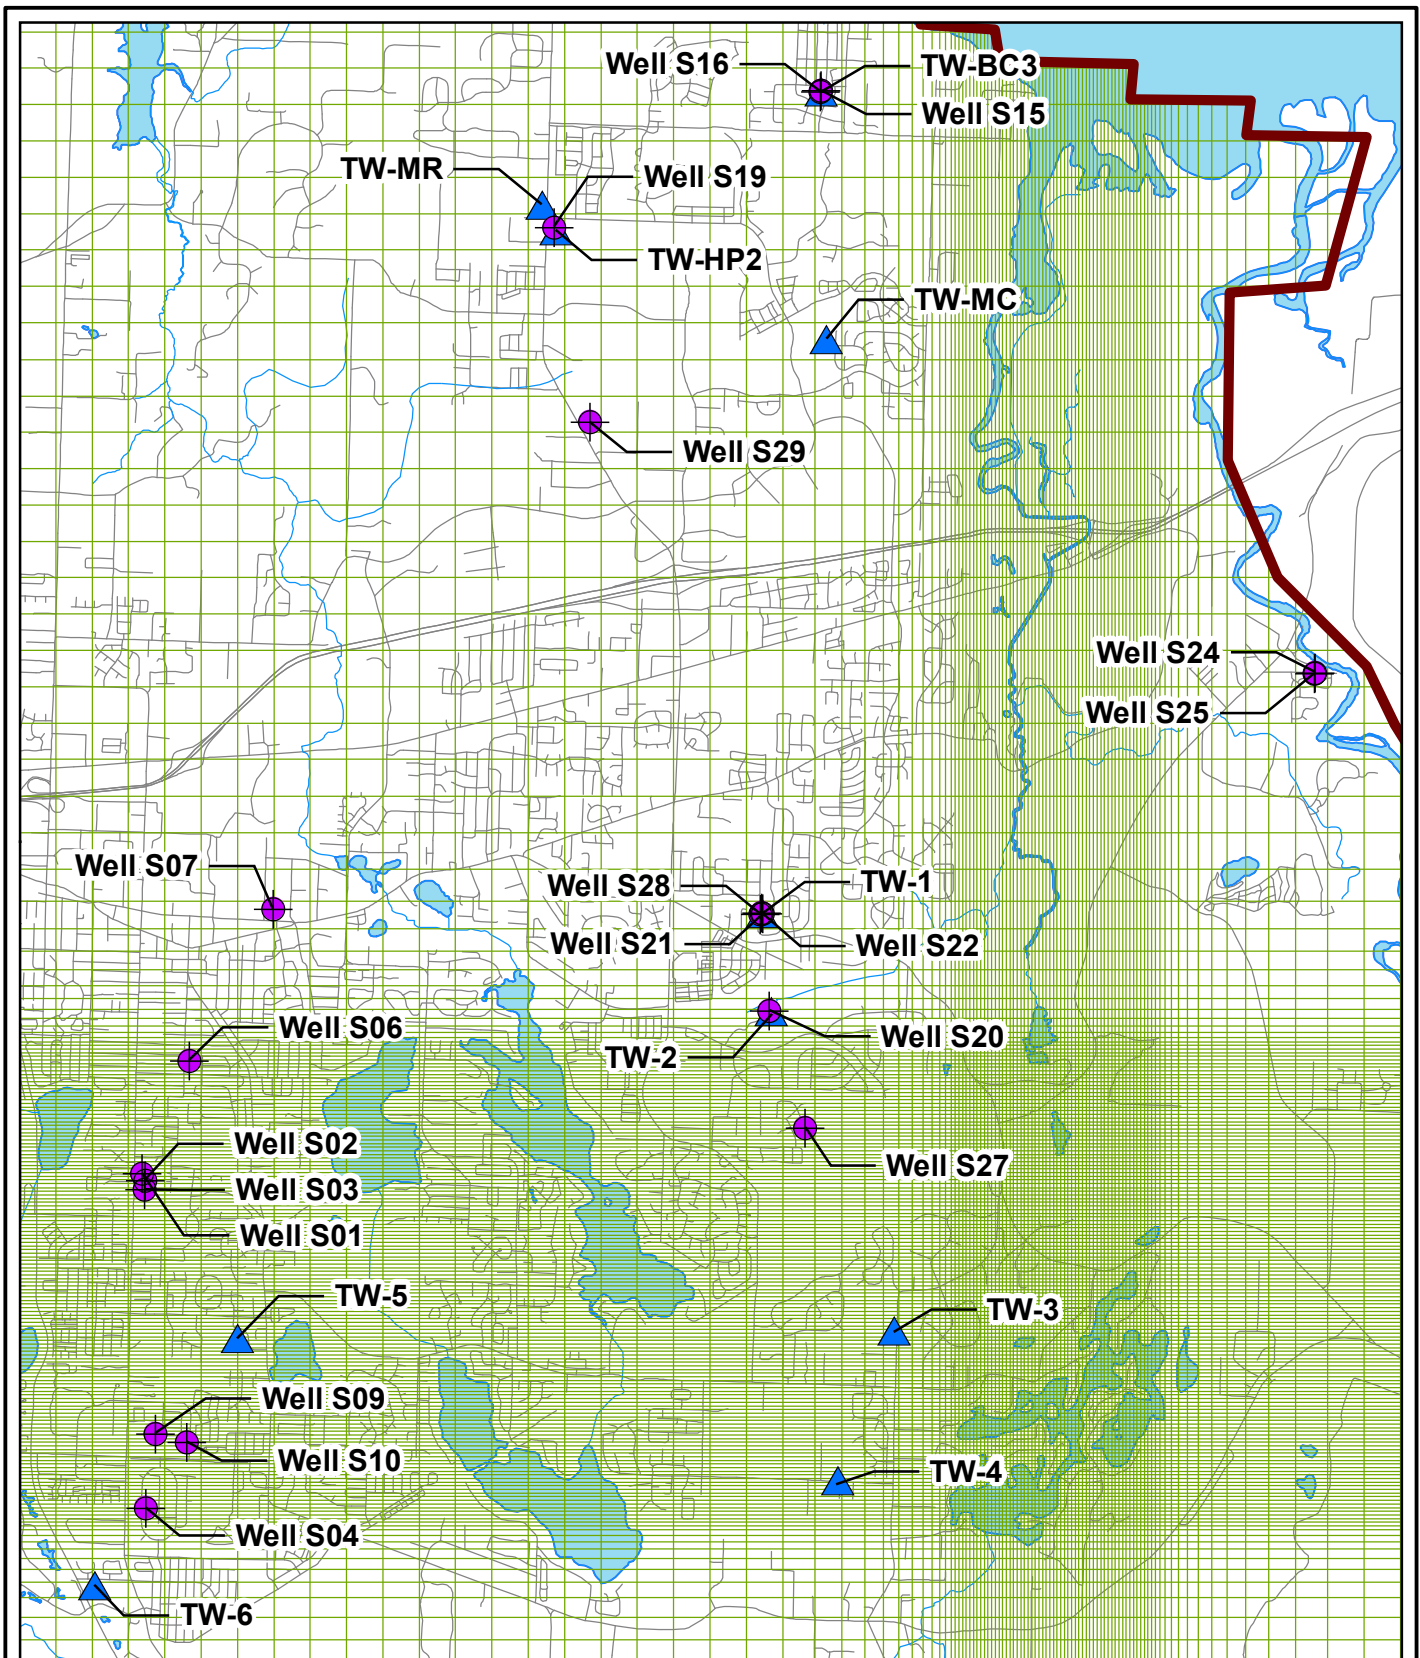 Well S16
TW-BC3
Well S15
TW-MR
Well S19
TW-HP2
TW-MC
Well S29
Well S24
Well S25
Well S07
Well S28
TW-1
Well S21
Well S22
Well S06
Well S20
TW-2
Well S02
Well S27
Well S03
Well S01
TW-5
TW-3
Well S09
Well S10
TW-4
Well S04
TW-6